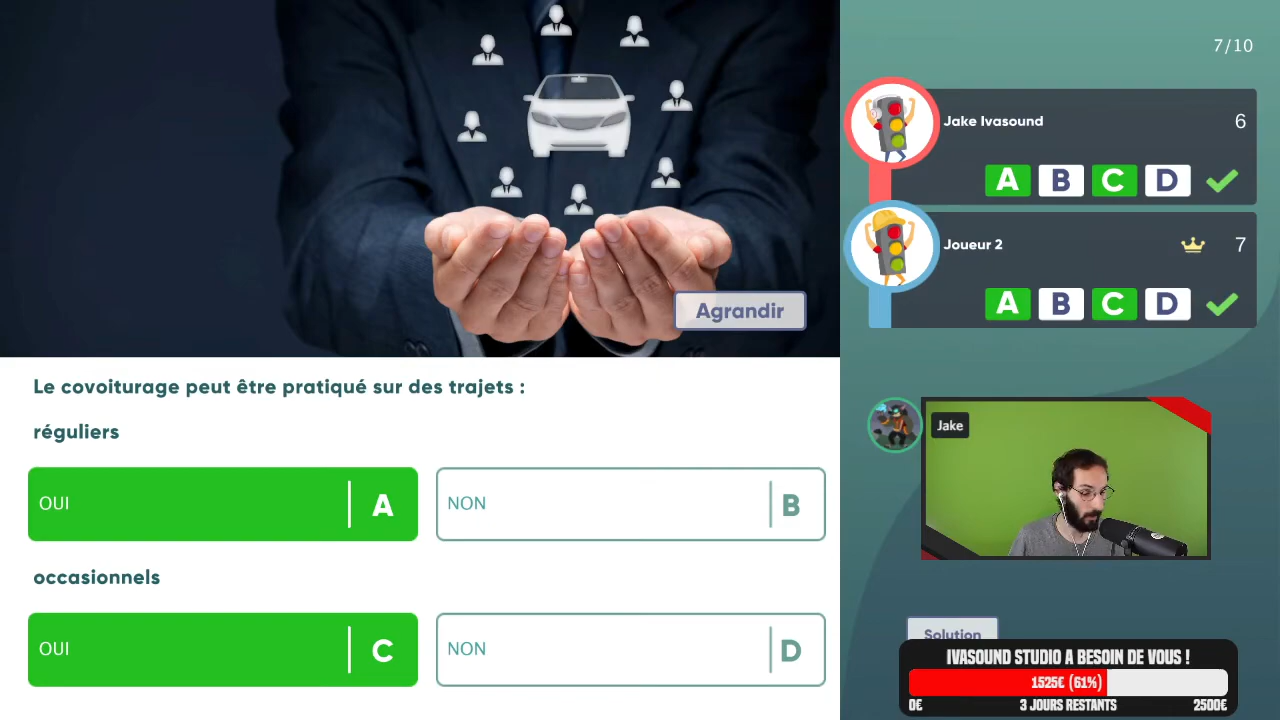 7/10
Jake Ivasound
6
A B C D
Joueur 2
7
A B C D
Agrandir
Le covoiturage peut être pratiqué sur des trajets :
réguliers
OUI A
NON B
occasionnels
OUI C
NON D
Jake
Solution
IVASOUND STUDIO A BESOIN DE VOUS !
1525€ (61%)
0€ 3 JOURS RESTANTS 2500€